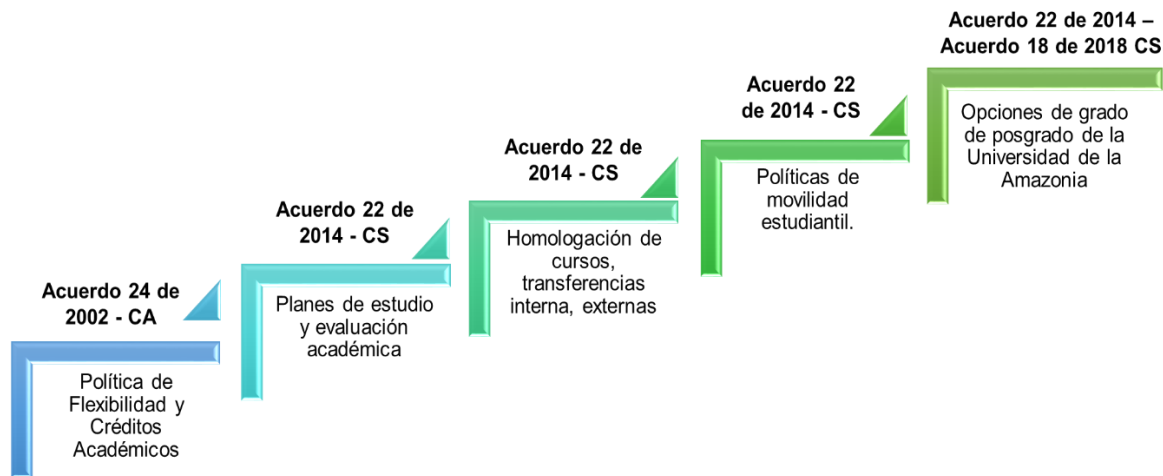 Acuerdo 24 de
2002 - CA
Política de
Flexibilidad y
Créditos
Académicos
Acuerdo 22 de
2014 - CS
Planes de estudio
y evaluación
académica
Acuerdo 22 de
2014 - CS
Homologación de
cursos,
transferencias
interna, externas
Acuerdo 22
de 2014 - CS
Políticas de
movilidad
estudiantil.
Acuerdo 22 de 2014 –
Acuerdo 18 de 2018 CS
Opciones de grado
de posgrado de la
Universidad de la
Amazonia